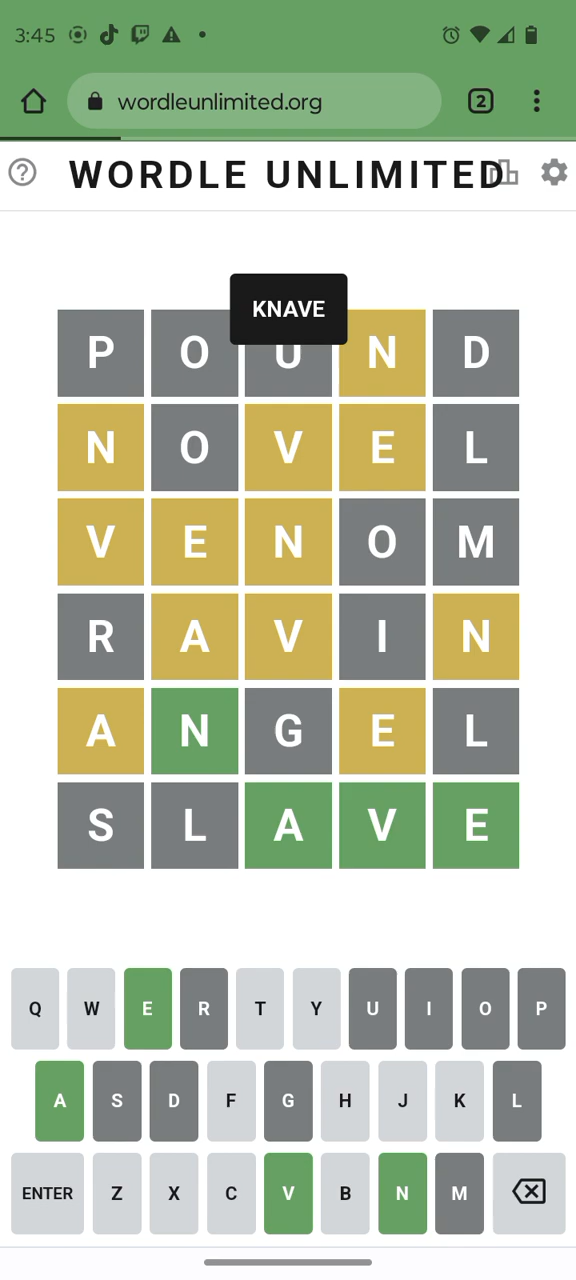 3:45
wordleunlimited.org 2
WORDLE UNLIMITED
KNAVE
P O U N D
N O V E L
V E N O M
R A V I N
A N G E L
S L A V E
Q W E R T Y U I O P
A S D F G H J K L
ENTER Z X C V B N M